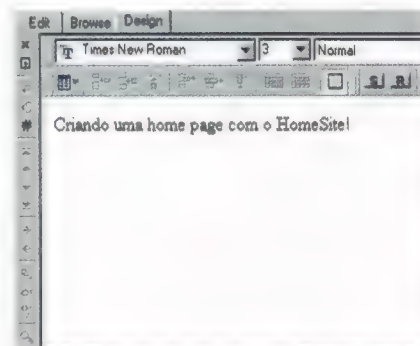 Edit Browse Design
Times New Roman 3 Normal
Criando uma home page com o HomeSite!